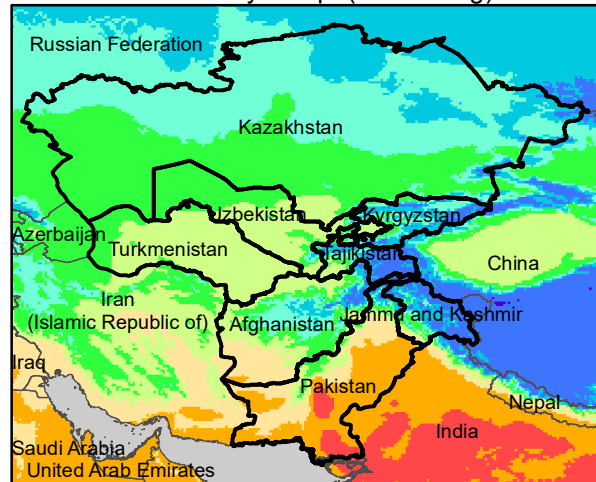 Russian Federation
Kazakhstan
Uzbekistan
Kyrgyzstan
Azerbaijan
Turkmenistan
Tajikistan
China
Iran
(Islamic Republic of)
Afghanistan
Jammu and Kashmir
Iraq
Pakistan
Nepal
India
Saudi Arabia
United Arab Emirates